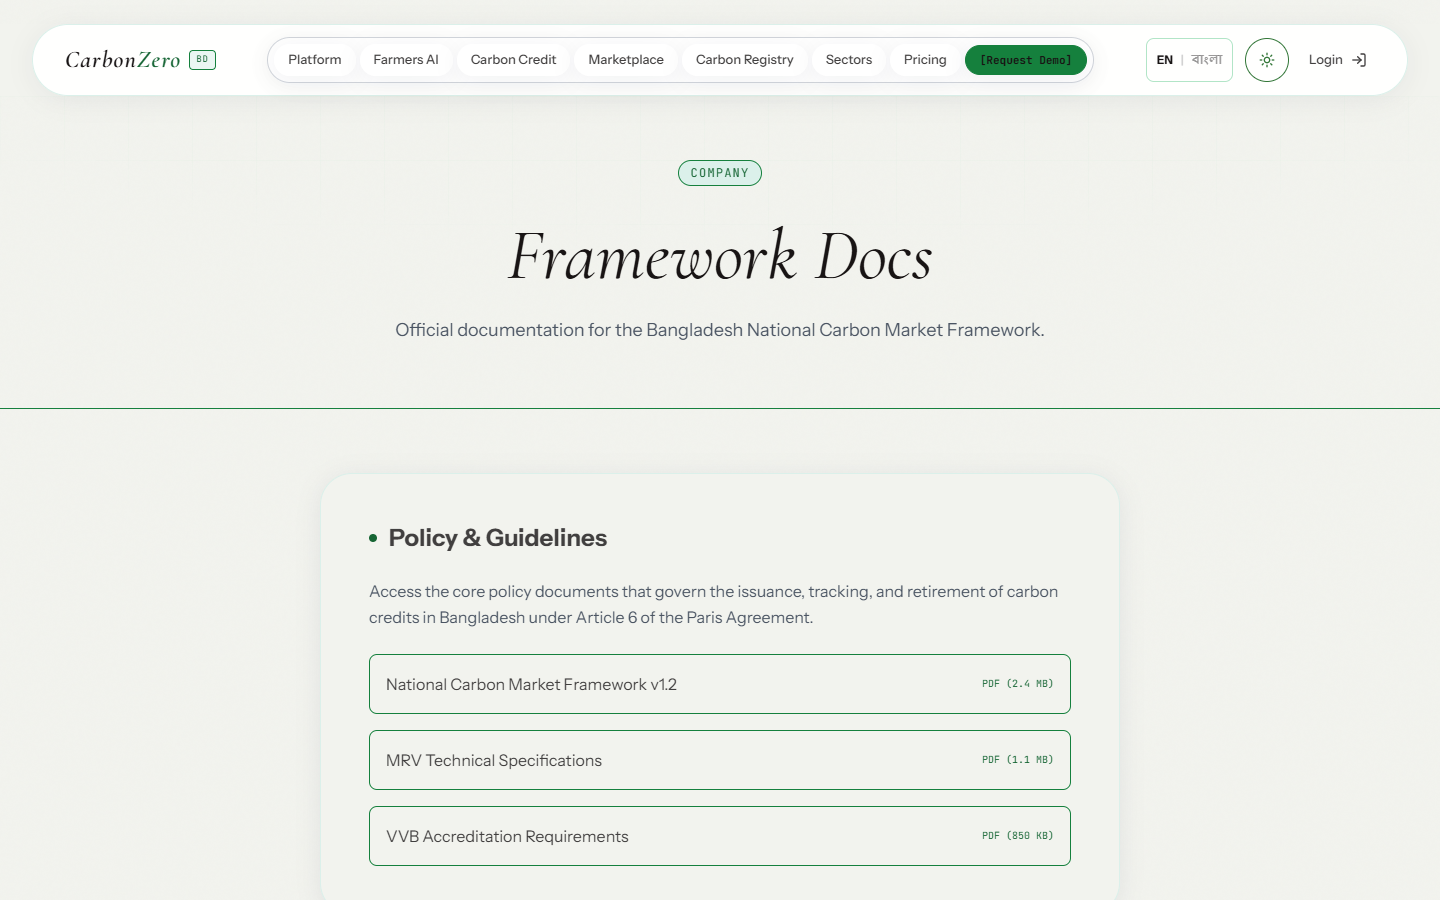 CarbonZero BD
Platform
Farmers AI
Carbon Credit
Marketplace
Carbon Registry
Sectors
Pricing
[Request Demo]
EN | বাংলা
Login
COMPANY
Framework Docs
Official documentation for the Bangladesh National Carbon Market Framework.
Policy & Guidelines
Access the core policy documents that govern the issuance, tracking, and retirement of carbon
credits in Bangladesh under Article 6 of the Paris Agreement.
National Carbon Market Framework v1.2
PDF (2.4 MB)
MRV Technical Specifications
PDF (1.1 MB)
VVB Accreditation Requirements
PDF (850 KB)